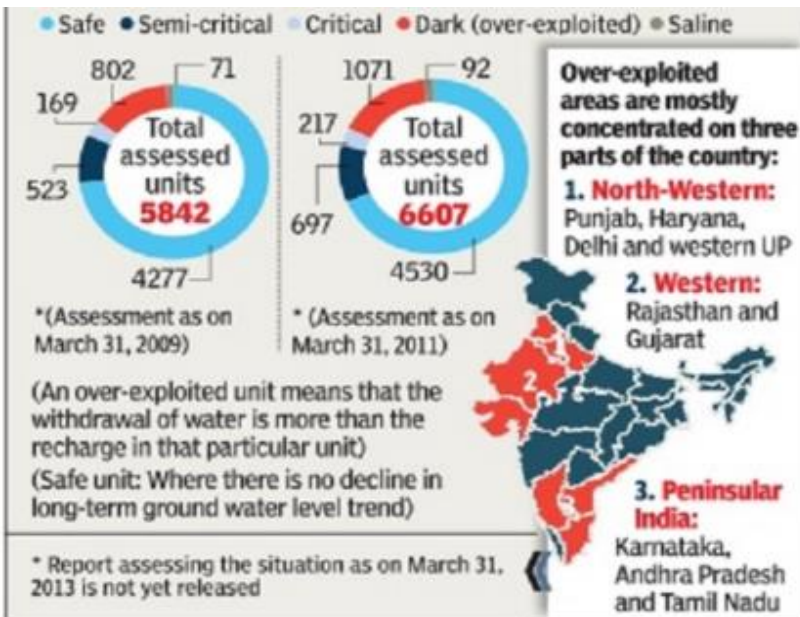 Safe Semi-critical Critical Dark (over-exploited) Saline
802
71
169
Total
assessed
units
5842
523
4277
*(Assessment as on
March 31, 2009)
1071
92
217
Total
assessed
units
6607
697
4530
* (Assessment as on
March 31, 2011)
(An over-exploited unit means that the
withdrawal of water is more than the
recharge in that particular unit)
(Safe unit: Where there is no decline in
long-term ground water level trend)
* Report assessing the situation as on March 31,
2013 is not yet released
Over-exploited
areas are mostly
concentrated on three
parts of the country:
1. North-Western:
Punjab, Haryana,
Delhi and western UP
2. Western:
Rajasthan and
Gujarat
1
2
3
3. Peninsular
India:
Karnataka,
Andhra Pradesh
and Tamil Nadu